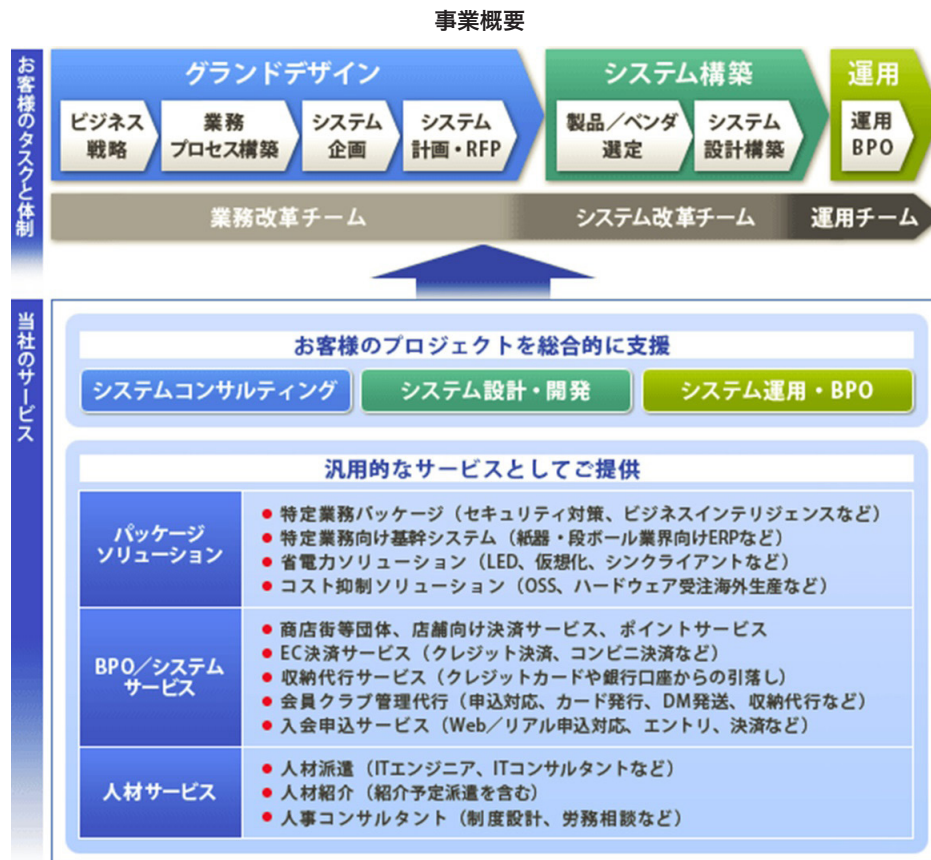 事業概要
お客様のタスクと体制
グランドデザイン
システム構築
運用
ビジネス
戦略
業務
プロセス構築
システム
企画
システム
計画・RFP
製品／ベンダ
選定
システム
設計構築
運用
BPO
業務改革チーム
システム改革チーム
運用チーム
当社のサービス
お客様のプロジェクトを総合的に支援
システムコンサルティング
システム設計・開発
システム運用・BPO
汎用的なサービスとしてご提供
パッケージ
ソリューション
● 特定業務パッケージ（セキュリティ対策、ビジネスインテリジェンスなど）
● 特定業務向け基幹システム（紙器・段ボール業界向けERPなど）
● 省電力ソリューション（LED、仮想化、シンクライアントなど）
● コスト抑制ソリューション（OSS、ハードウェア受注海外生産など）
BPO／システム
サービス
● 商店街等団体、店舗向け決済サービス、ポイントサービス
● EC決済サービス（クレジット決済、コンビニ決済など）
● 収納代行サービス（クレジットカードや銀行口座からの引落し）
● 会員クラブ管理代行（申込対応、カード発行、DM発送、収納代行など）
● 入会申込サービス（Web／リアル申込対応、エントリ、決済など）
人材サービス
● 人材派遣（ITエンジニア、ITコンサルタントなど）
● 人材紹介（紹介予定派遣を含む）
● 人事コンサルタント（制度設計、労務相談など）